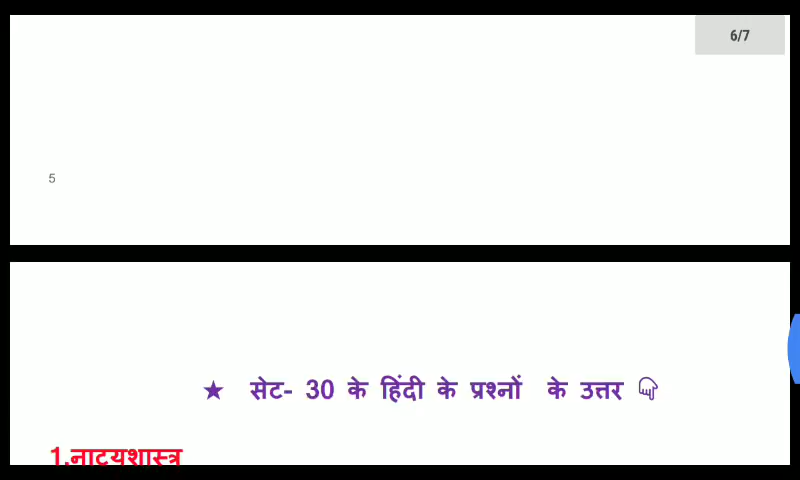 6/7
5
★ सेट- 30 के हिंदी के प्रश्नों के उत्तर 👇
1.नाट्यशास्त्र